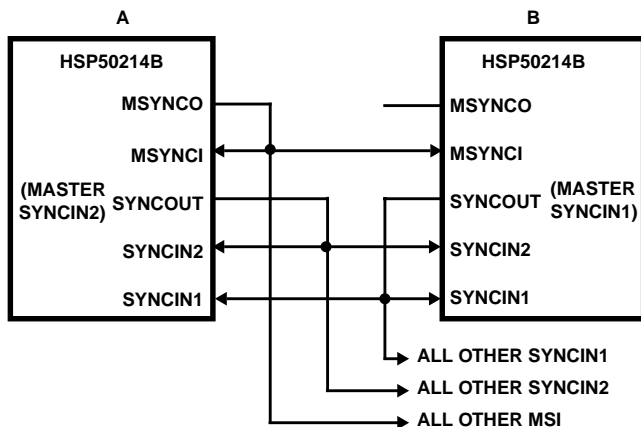 A
B
HSP50214B
HSP50214B
MSYNCO
MSYNCO
MSYNCI
MSYNCI
(MASTER
SYNCIN2)
SYNCOUT
SYNCOUT
(MASTER
SYNCIN1)
SYNCIN2
SYNCIN2
SYNCIN1
SYNCIN1
ALL OTHER SYNCIN1
ALL OTHER SYNCIN2
ALL OTHER MSI